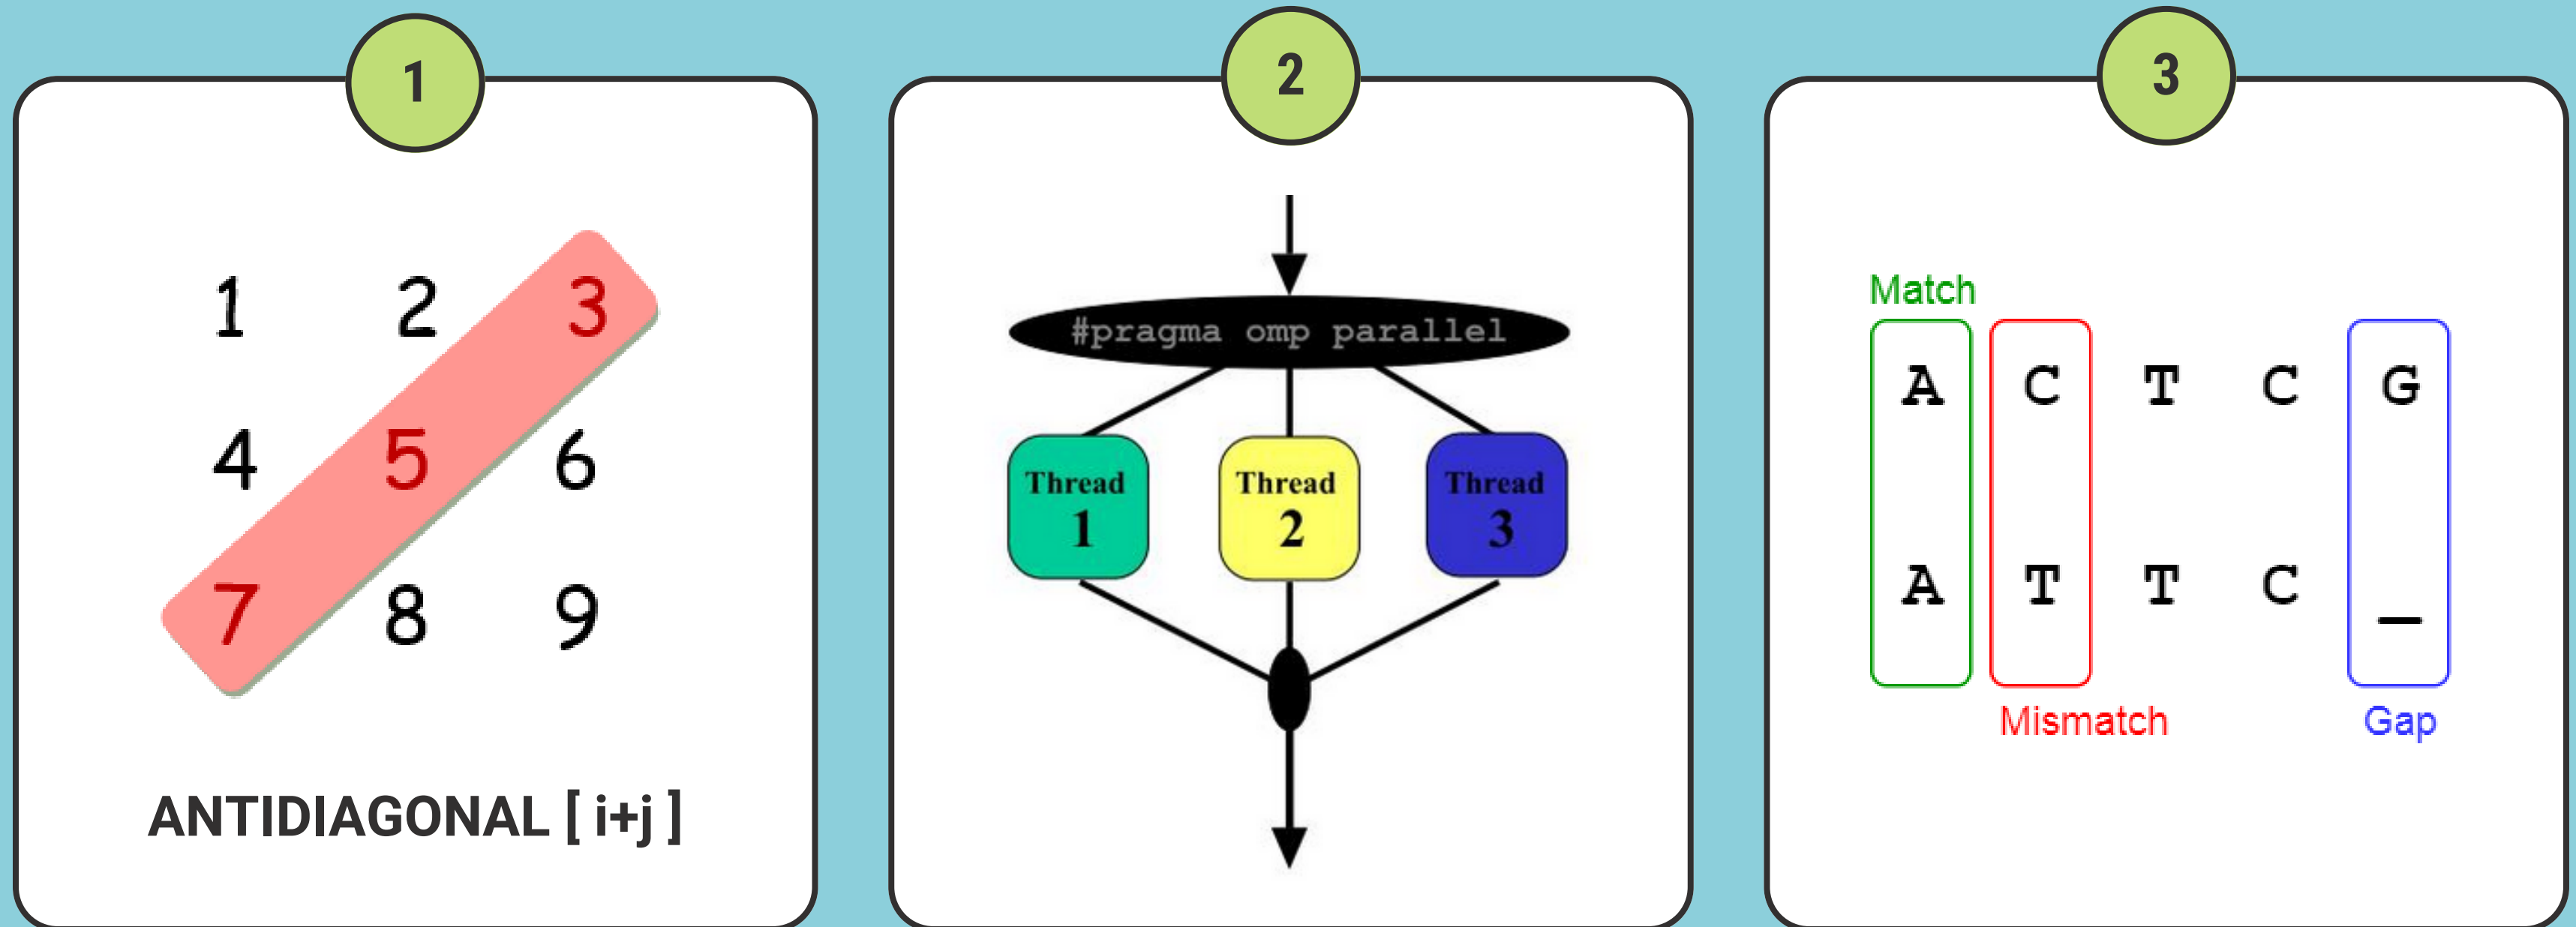 1
1 2 3
4 5 6
7 8 9
ANTIDIAGONAL [ i+j ]
2
#pragma omp parallel
Thread 1
Thread 2
Thread 3
3
Match
A C T C G
A T T C _
Mismatch Gap